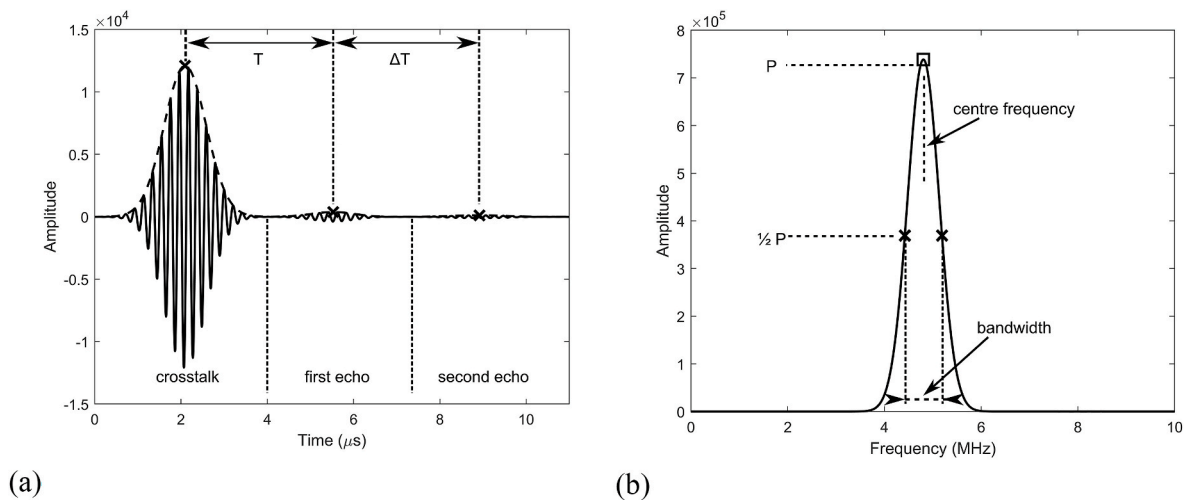 ×10⁴
1.5
1
0.5
0
-0.5
-1
-1.5
Amplitude
T
ΔT
crosstalk
first echo
second echo
0
2
4
6
8
10
Time (μs)
(a)
×10⁵
8
7
6
5
4
3
2
1
0
Amplitude
P
½ P
centre frequency
bandwidth
0
2
4
6
8
10
Frequency (MHz)
(b)